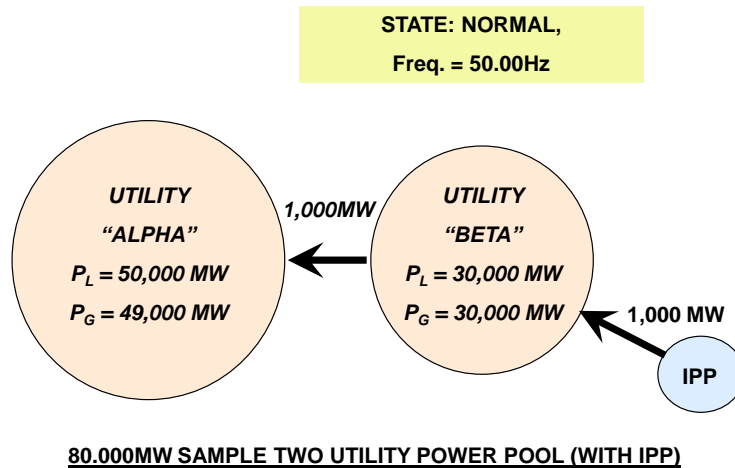 STATE: NORMAL,
Freq. = 50.00Hz
UTILITY
“ALPHA”
P_L = 50,000 MW
P_G = 49,000 MW
1,000MW
UTILITY
“BETA”
P_L = 30,000 MW
P_G = 30,000 MW
1,000 MW
IPP
80.000MW SAMPLE TWO UTILITY POWER POOL (WITH IPP)